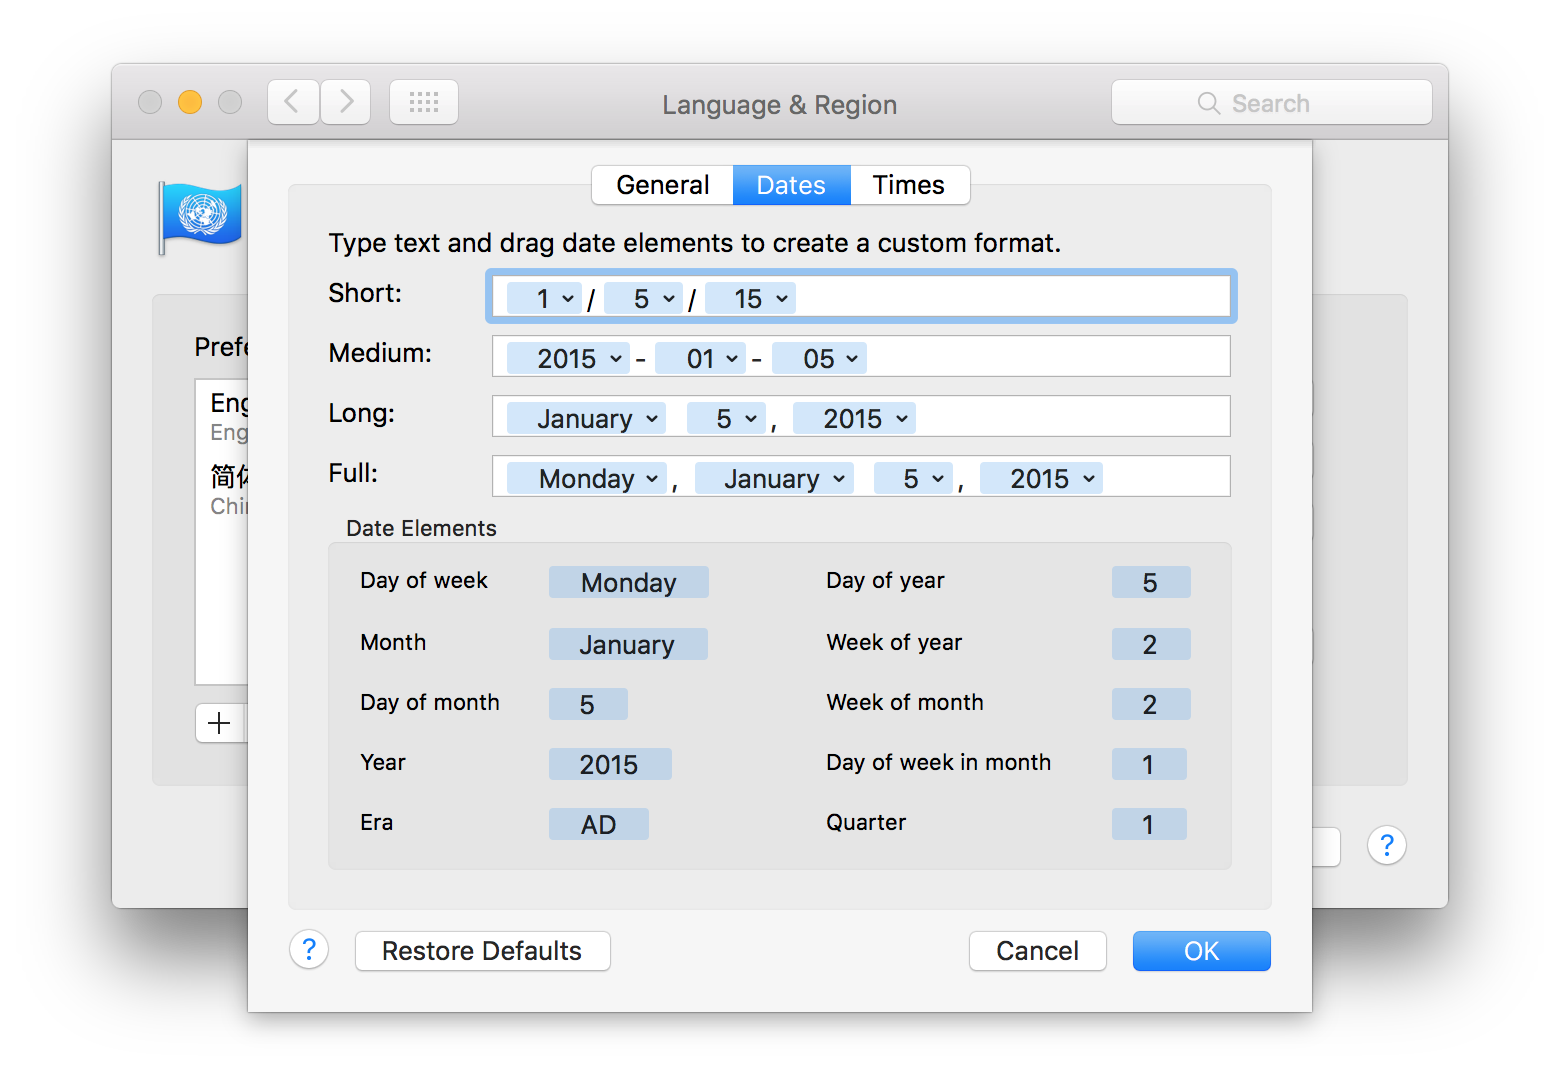 Language & Region
Search
General Dates Times
Type text and drag date elements to create a custom format.
Short: 1 / 5 / 15
Medium: 2015 - 01 - 05
Long: January 5 , 2015
Full: Monday , January 5 , 2015
Date Elements
Day of week Monday Day of year 5
Month January Week of year 2
Day of month 5 Week of month 2
Year 2015 Day of week in month 1
Era AD Quarter 1
? Restore Defaults Cancel OK
Prefe
Eng
Eng
简体
Chin
+
?